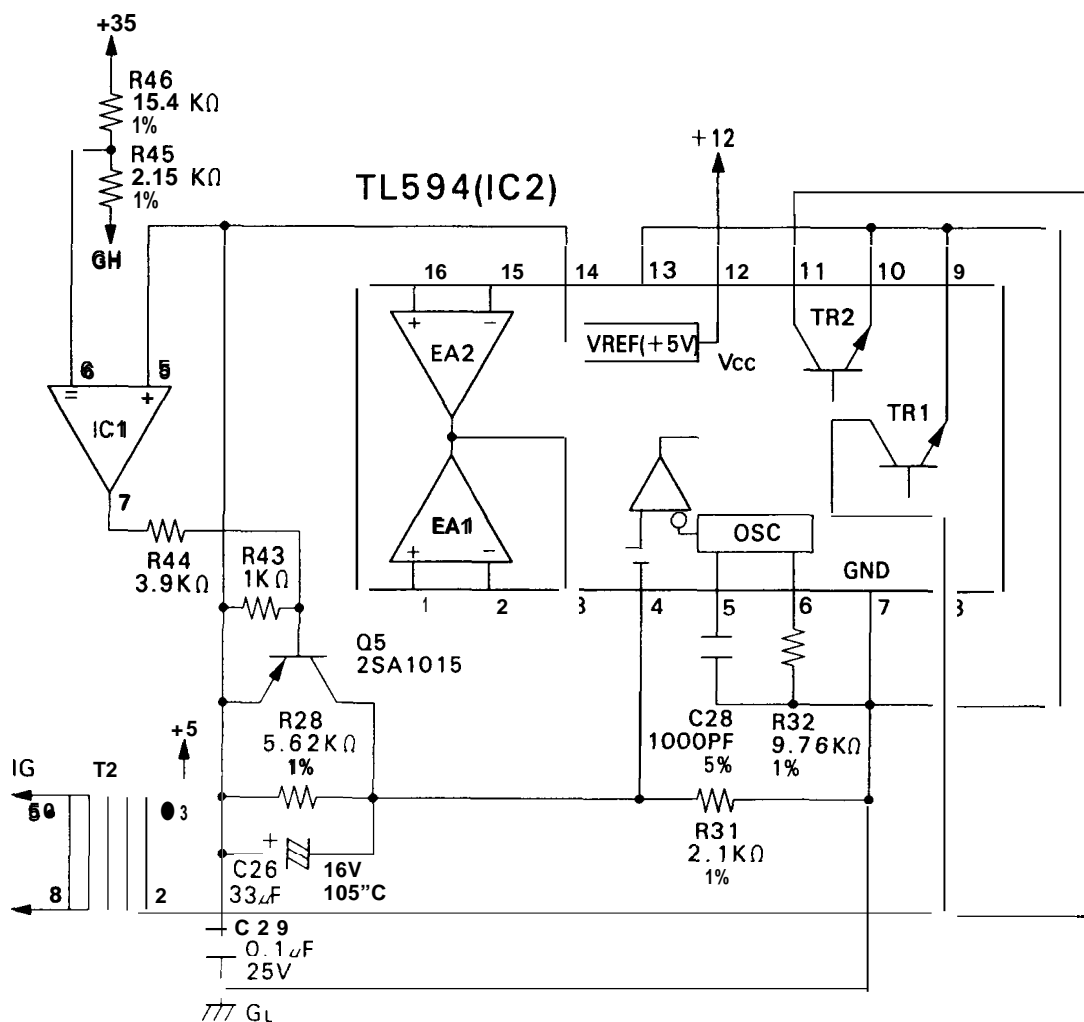 +35
R46
15.4 KΩ
1%
R45
2.15 KΩ
1%
GH
+12
TL594(IC2)
16
15
14
13
12
11
10
9
+
−
EA2
VREF(+5V)
Vcc
TR2
TR1
6
5
=
+
IC1
7
R44
3.9KΩ
R43
1KΩ
EA1
+
−
OSC
GND
1
2
4
5
6
7
Q5
2SA1015
+5
R28
5.62KΩ
1%
C28
1000PF
5%
R32
9.76KΩ
1%
IG
T2
3
8
2
+
C26
33μF
16V
105"C
R31
2.1KΩ
1%
C29
0.1μF
25V
GL